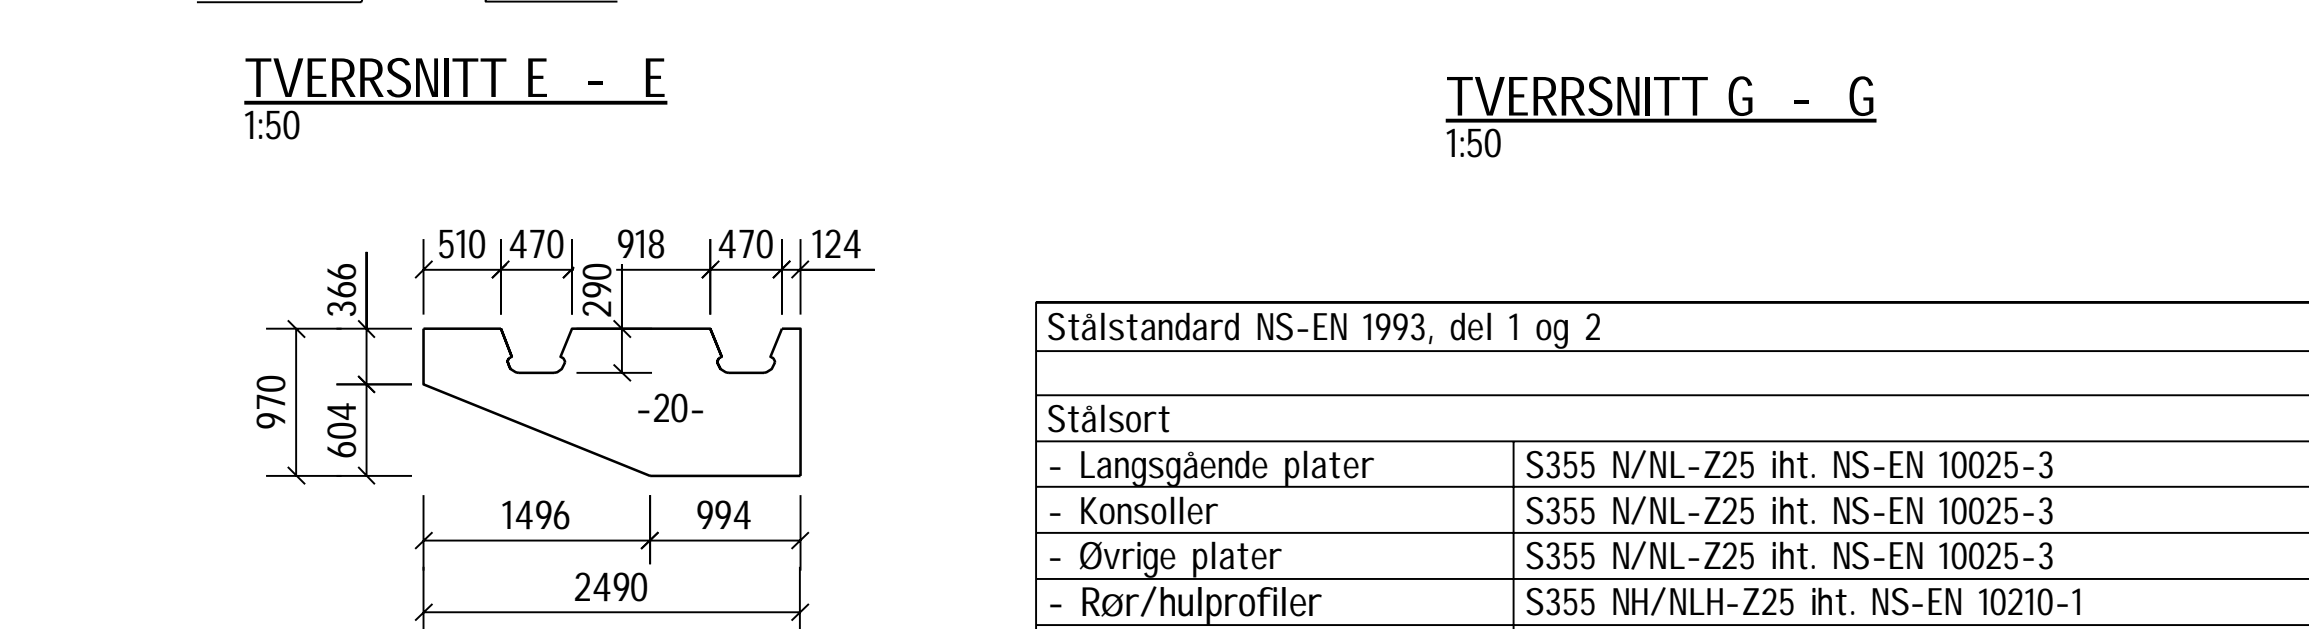 TVERRSNITT E - E
1:50
TVERRSNITT G - G
1:50
510 470 918 470 124
366
290
970
604
-20-
1496 994
2490
Stålstandard NS-EN 1993, del 1 og 2
Stålsort
- Langsgående plater S355 N/NL-Z25 iht. NS-EN 10025-3
- Konsoller S355 N/NL-Z25 iht. NS-EN 10025-3
- Øvrige plater S355 N/NL-Z25 iht. NS-EN 10025-3
- Rør/hulprofiler S355 NH/NLH-Z25 iht. NS-EN 10210-1